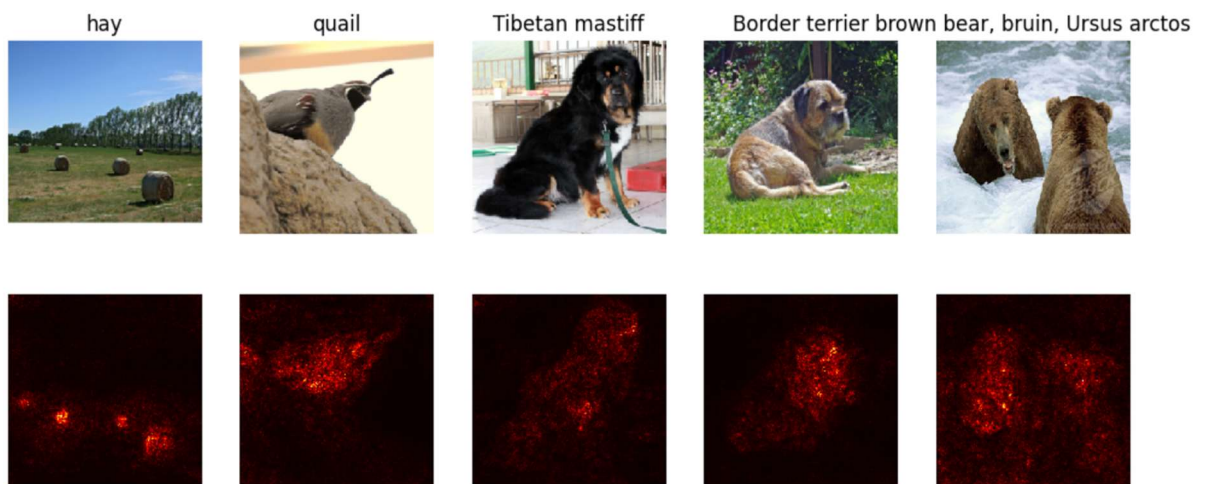 hay
quail
Tibetan mastiff
Border terrier
brown bear, bruin, Ursus arctos